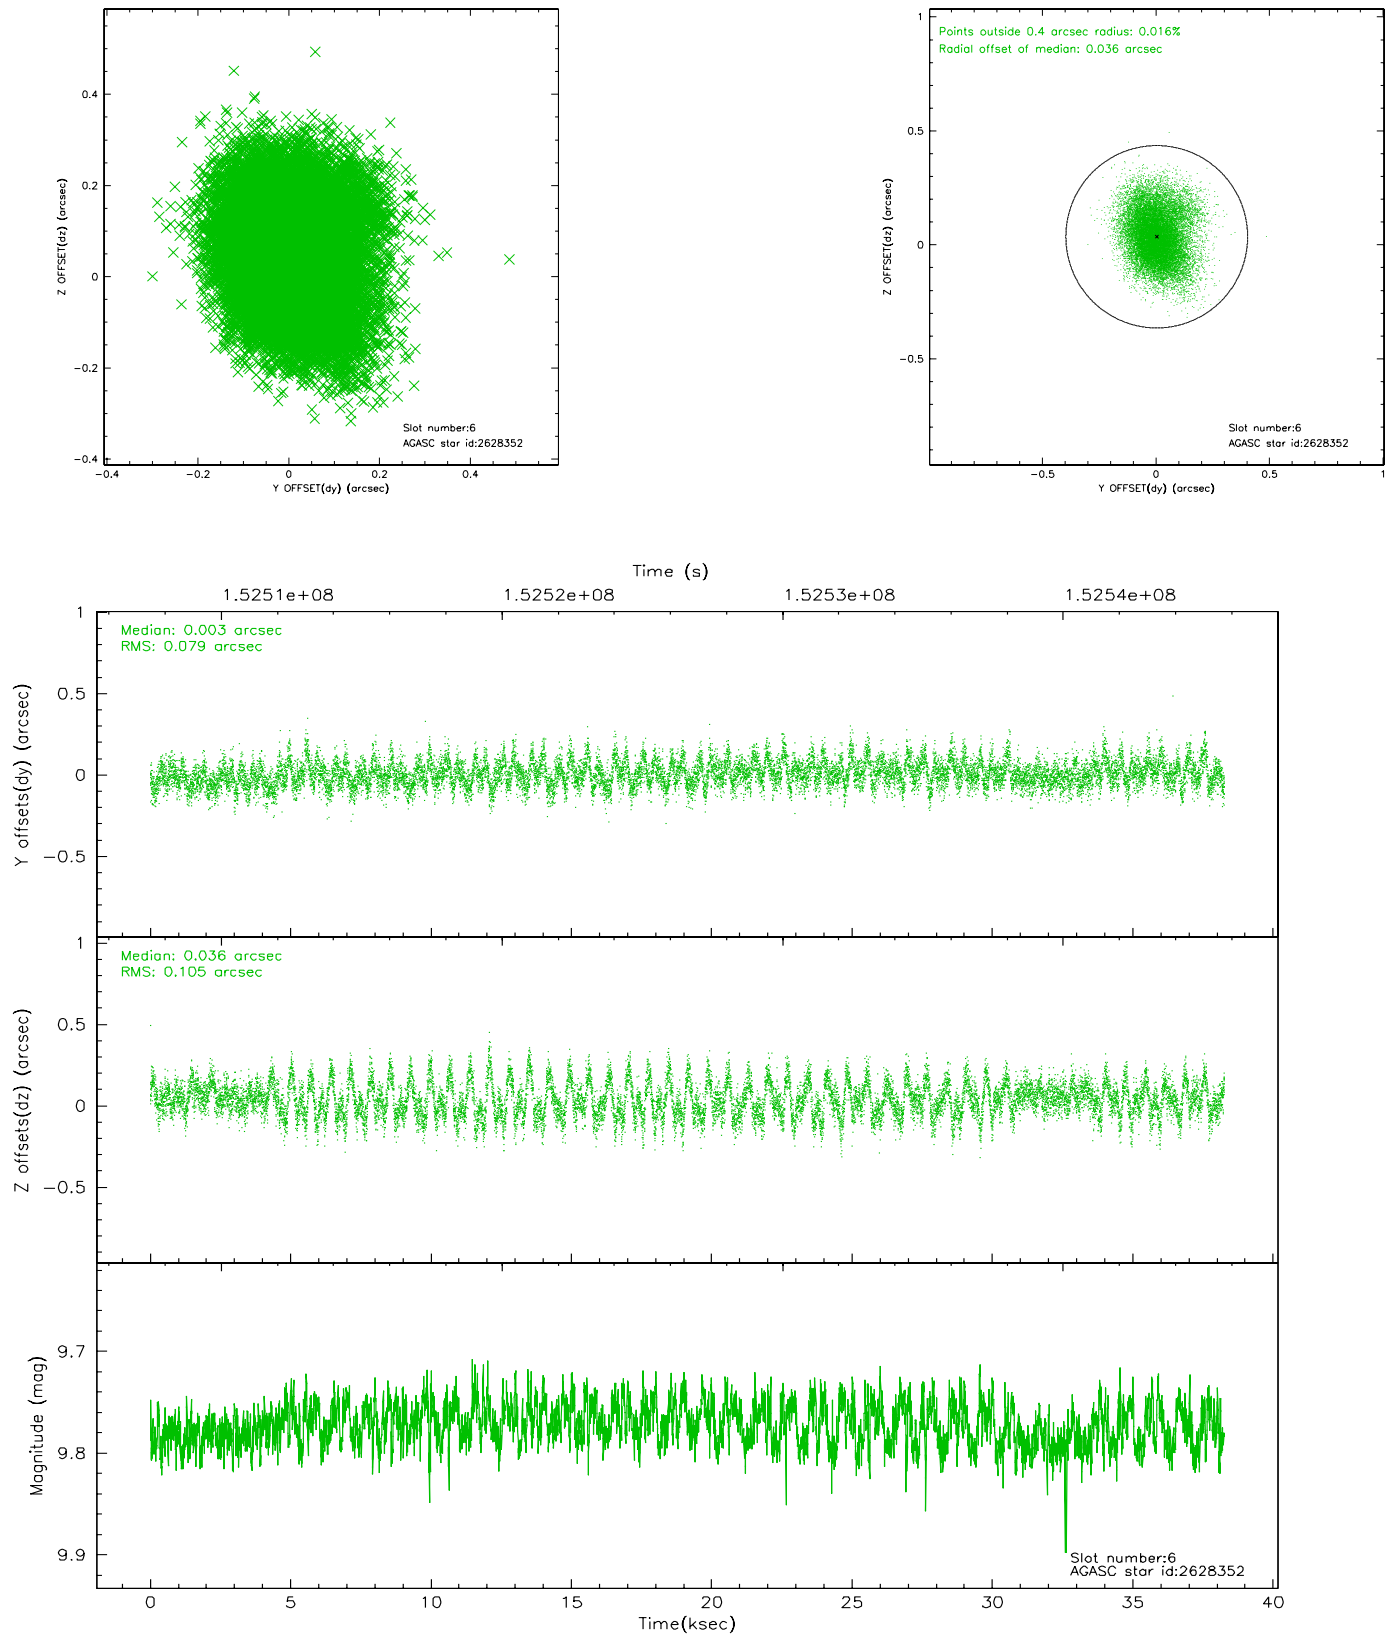 0.4
0.2
0
−0.2
−0.4
Z OFFSET(dz) (arcsec)
−0.4 −0.2 0 0.2 0.4
Y OFFSET(dy) (arcsec)
Slot number:6
AGASC star id:2628352
Points outside 0.4 arcsec radius: 0.016%
Radial offset of median: 0.036 arcsec
1
0.5
0
−0.5
Z OFFSET(dz) (arcsec)
−0.5 0 0.5 1
Y OFFSET(dy) (arcsec)
Slot number:6
AGASC star id:2628352
Time (s)
1.5251e+08 1.5252e+08 1.5253e+08 1.5254e+08
Median: 0.003 arcsec
RMS: 0.079 arcsec
1
0.5
0
−0.5
Y offsets(dy) (arcsec)
Median: 0.036 arcsec
RMS: 0.105 arcsec
1
0.5
0
−0.5
Z offsets(dz) (arcsec)
9.7
9.8
9.9
Magnitude (mag)
Slot number:6
AGASC star id:2628352
0 5 10 15 20 25 30 35 40
Time(ksec)